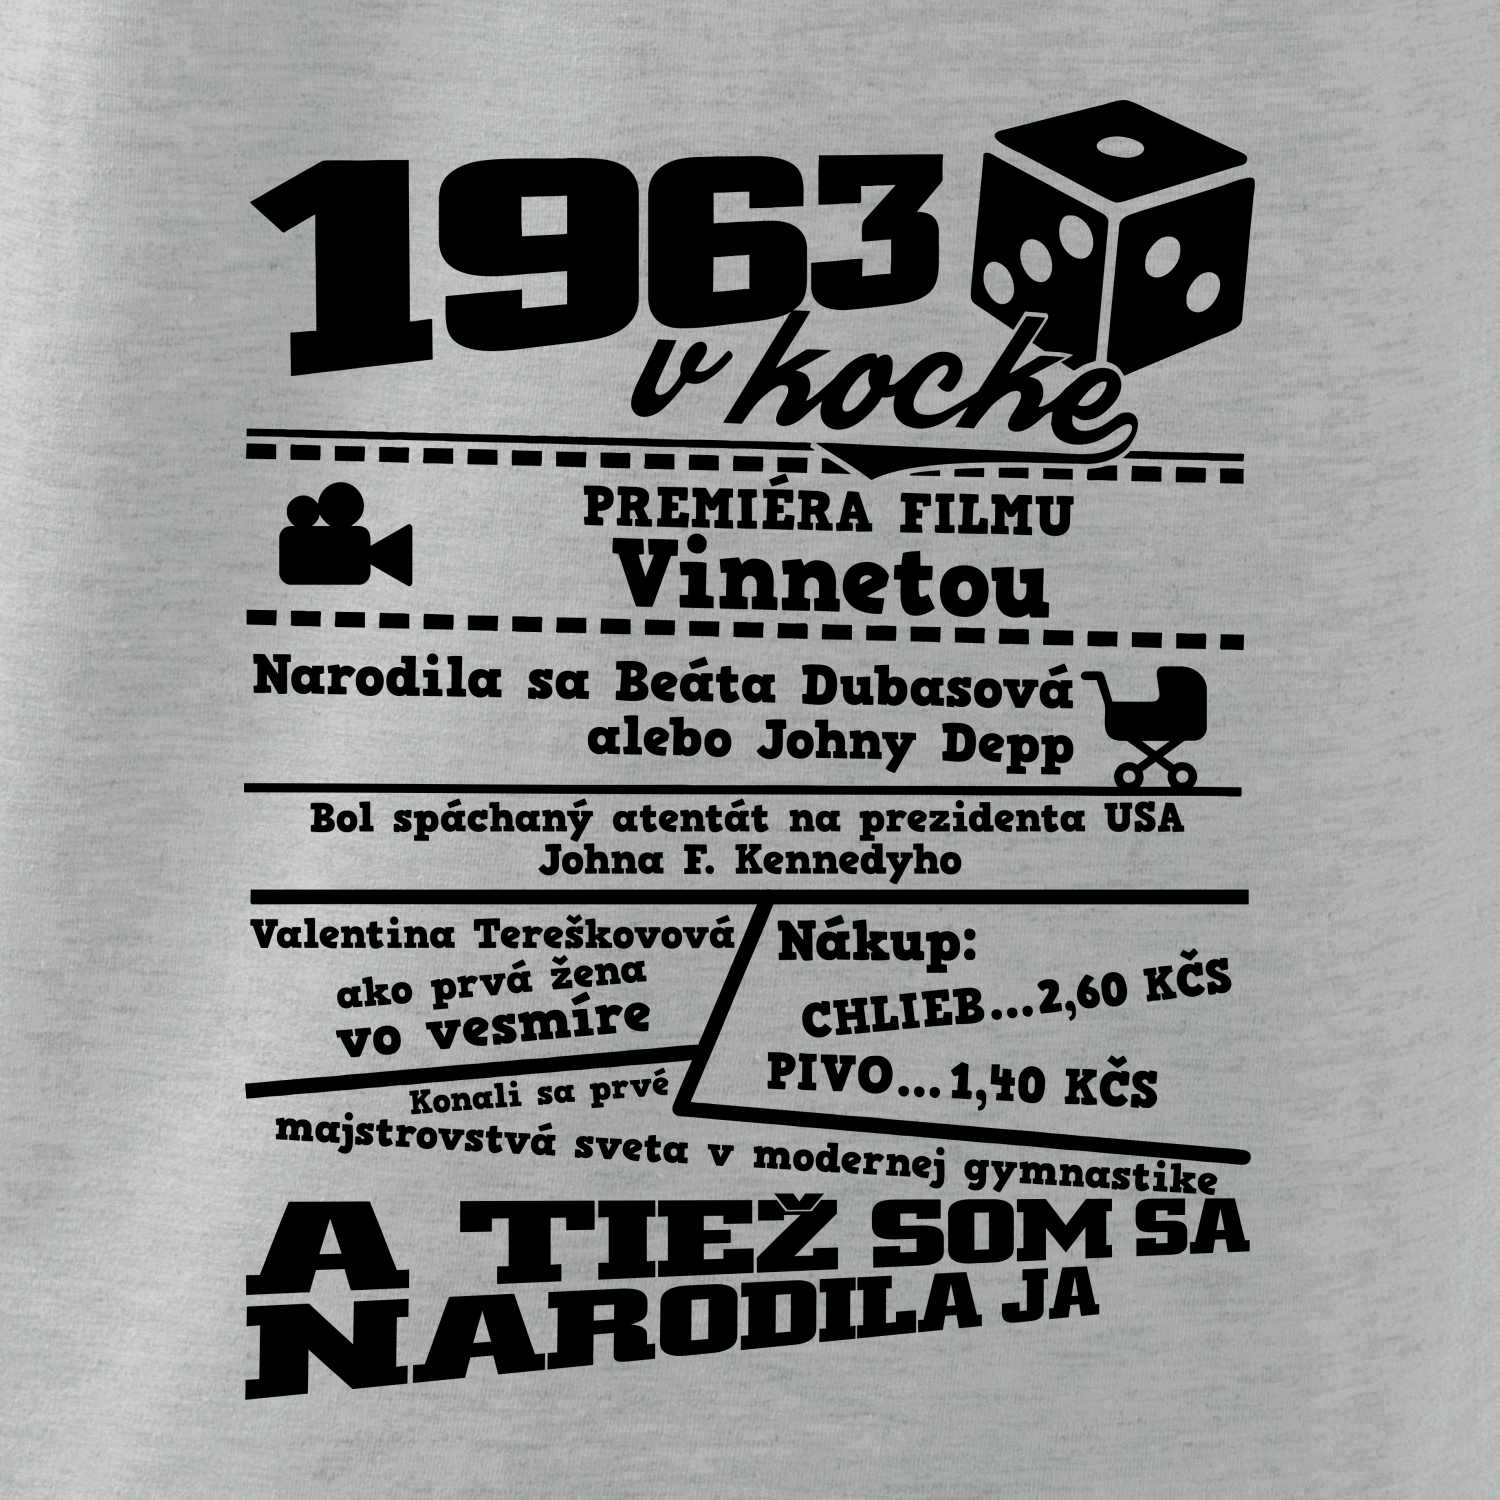 1963
v kocke
PREMIÉRA FILMU
Vinnetou
Narodila sa Beáta Dubasová
alebo Johny Depp
Bol spáchaný atentát na prezidenta USA
Johna F. Kennedyho
Valentina Tereškovová
ako prvá žena
vo vesmíre
Nákup:
CHLIEB...2,60 KČS
PIVO...1,40 KČS
Konali sa prvé
majstrovstvá sveta v modernej gymnastike
A TIEŽ SOM SA
NARODILA JA